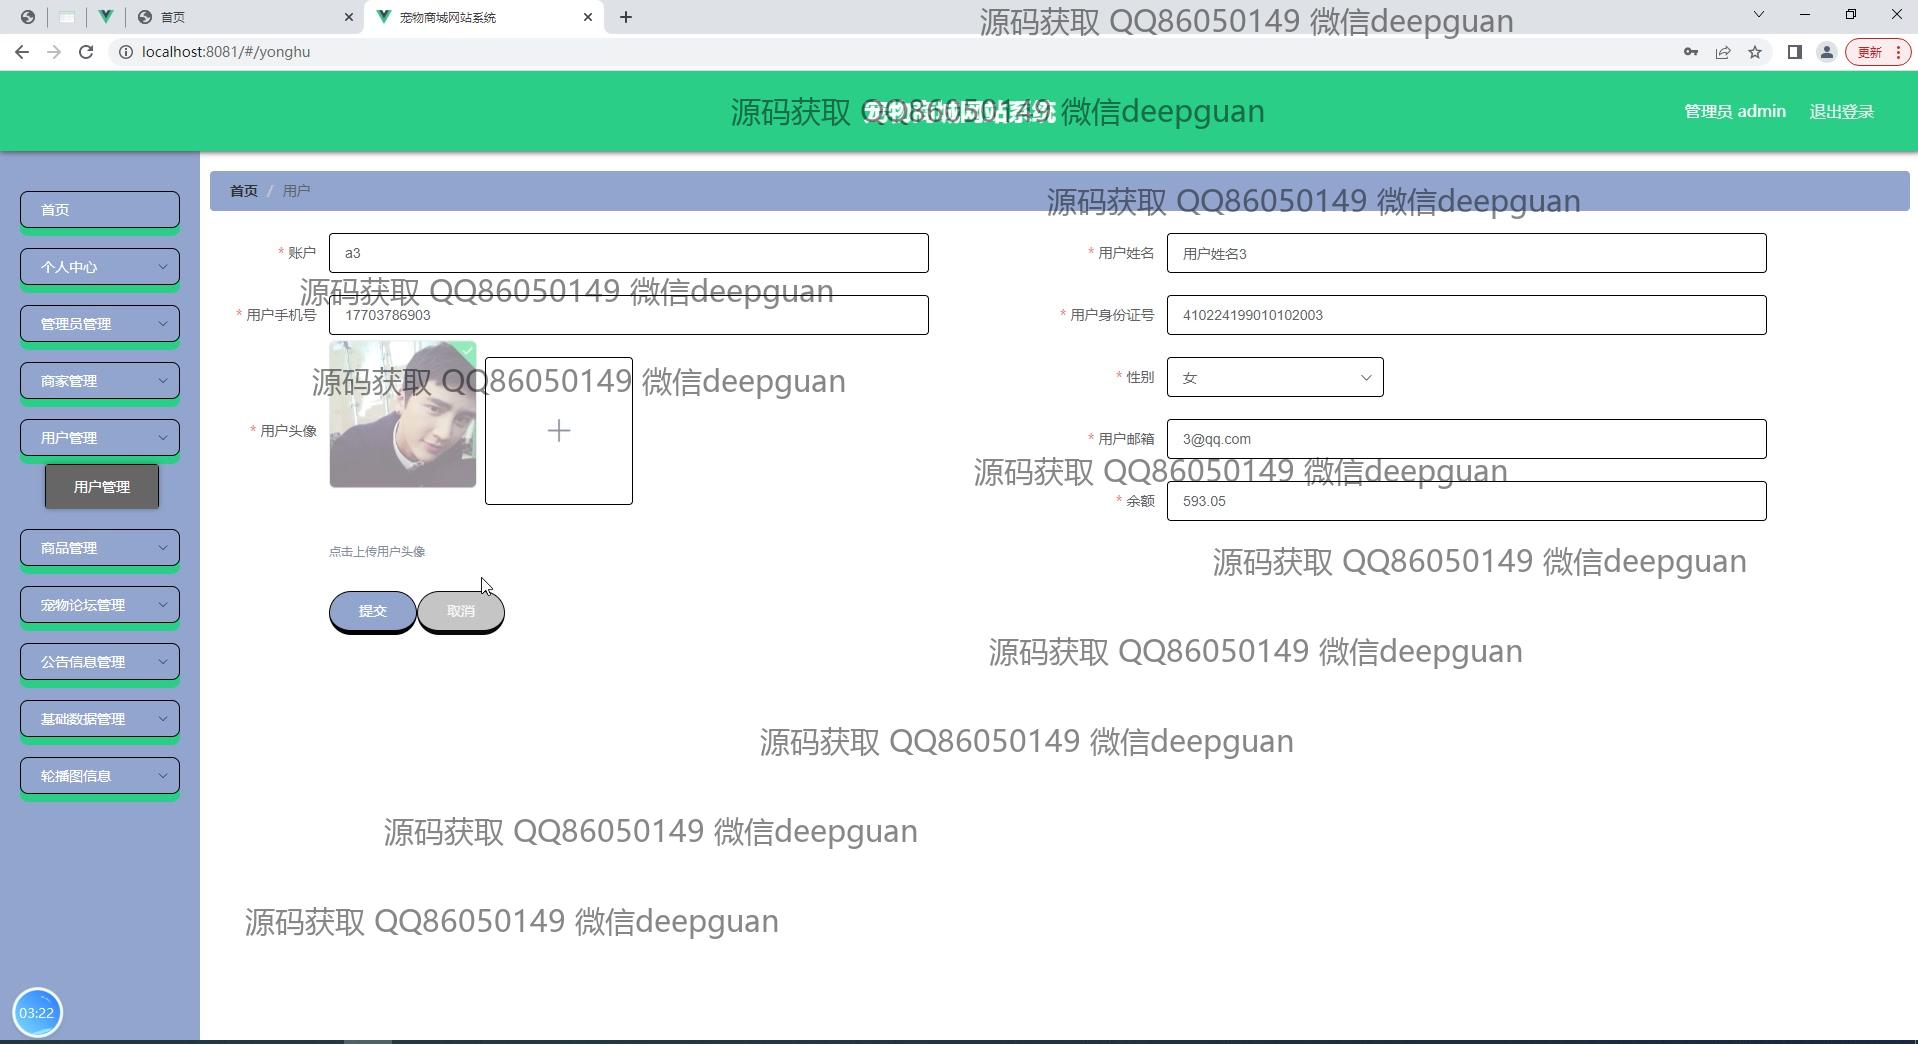 首页
宠物商城网站系统
源码获取 QQ86050149 微信deepguan
localhost:8081/#/yonghu
更新
源码获取 QQ86050149 微信deepguan
宠物商城网站系统
管理员 admin
退出登录
首页 / 用户
源码获取 QQ86050149 微信deepguan
首页
个人中心
管理员管理
商家管理
用户管理
用户管理
商品管理
宠物论坛管理
公告信息管理
基础数据管理
轮播图信息
* 账户 a3
* 用户姓名 用户姓名3
源码获取 QQ86050149 微信deepguan
* 用户手机号 17703786903
* 用户身份证号 410224199010102003
源码获取 QQ86050149 微信deepguan
* 性别 女
* 用户头像
* 用户邮箱 3@qq.com
源码获取 QQ86050149 微信deepguan
* 余额 593.05
点击上传用户头像
源码获取 QQ86050149 微信deepguan
提交
取消
源码获取 QQ86050149 微信deepguan
源码获取 QQ86050149 微信deepguan
源码获取 QQ86050149 微信deepguan
源码获取 QQ86050149 微信deepguan
03:22